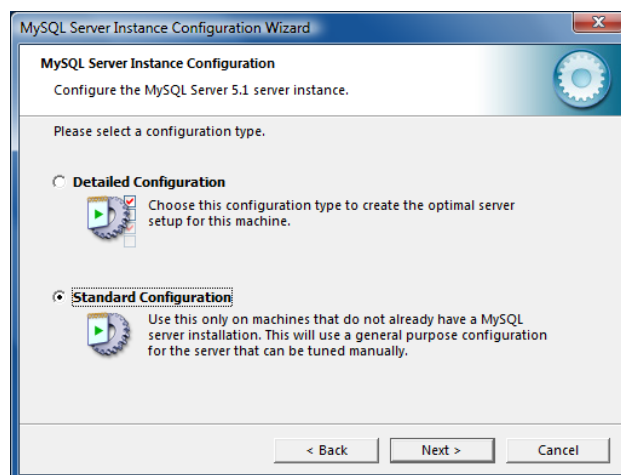 MySQL Server Instance Configuration Wizard
MySQL Server Instance Configuration
Configure the MySQL Server 5.1 server instance.
Please select a configuration type.
Detailed Configuration
Choose this configuration type to create the optimal server
setup for this machine.
Standard Configuration
Use this only on machines that do not already have a MySQL
server installation. This will use a general purpose configuration
for the server that can be tuned manually.
< Back Next > Cancel